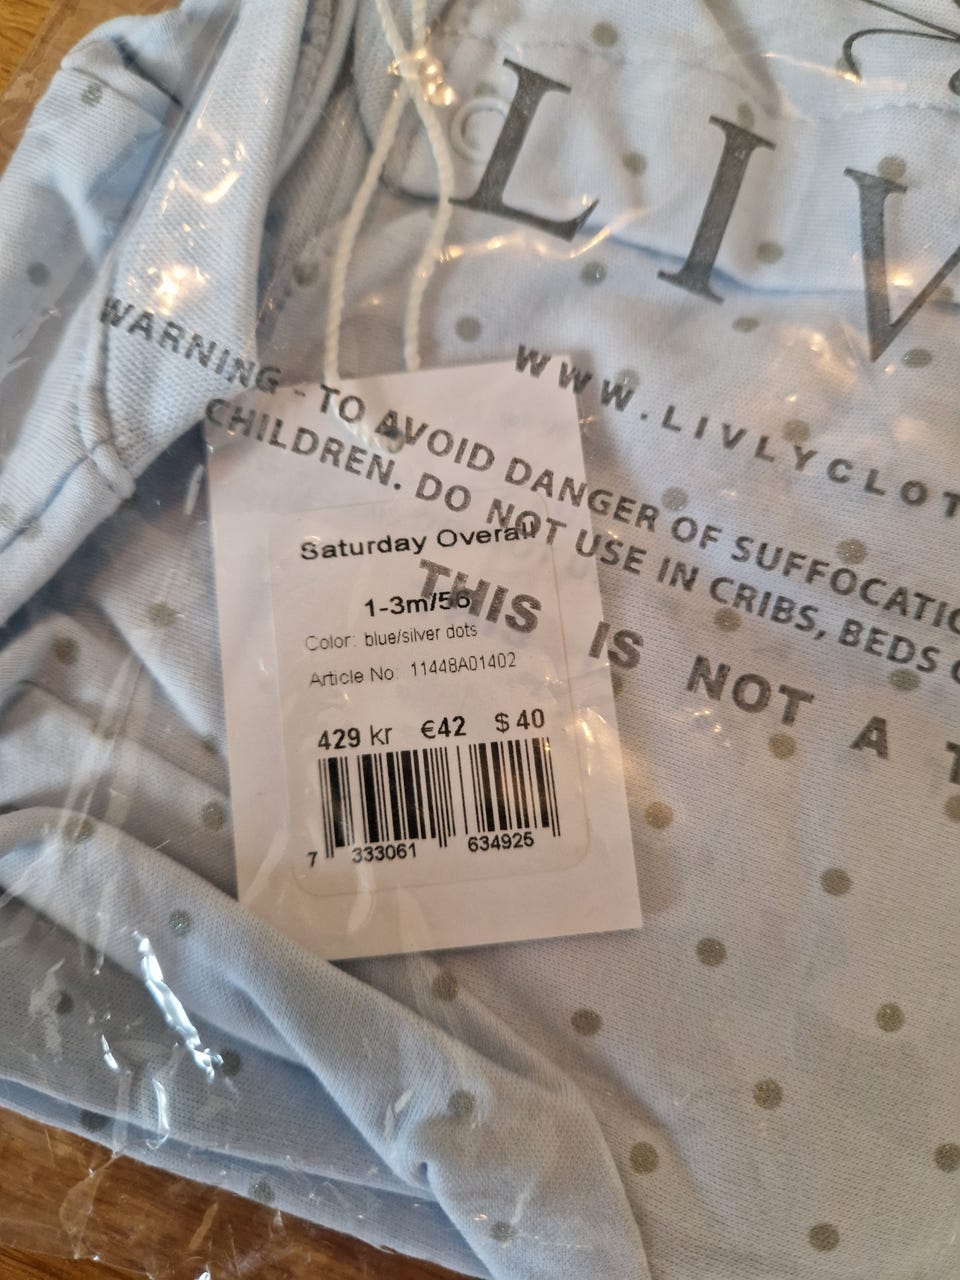 LIV
WWW.LIVLYCLOT
WARNING - TO AVOID DANGER OF SUFFOCATIO
CHILDREN. DO NOT USE IN CRIBS, BEDS
THIS IS NOT A T
Saturday Overall
1-3m/56
Color: blue/silver dots
Article No: 11448A01402
429 kr €42 $40
7 333061 634925